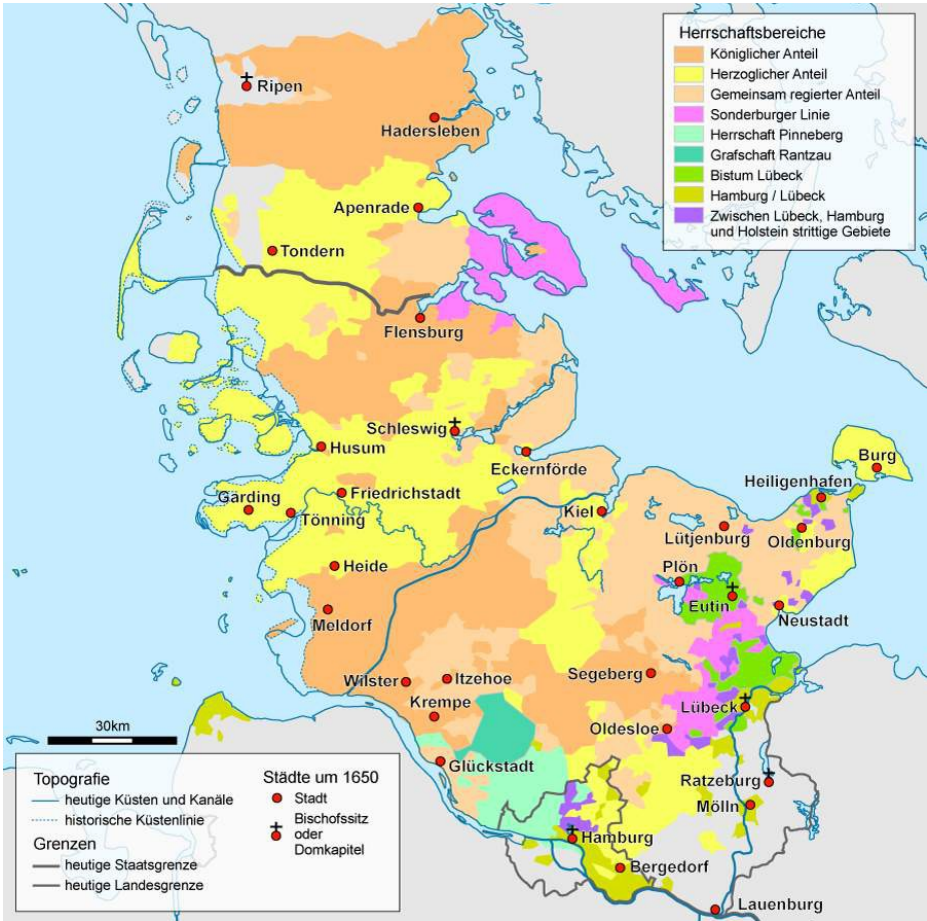 Herrschaftsbereiche
Königlicher Anteil
Herzoglicher Anteil
Gemeinsam regierter Anteil
Sonderburger Linie
Herrschaft Pinneberg
Grafschaft Rantzau
Bistum Lübeck
Hamburg / Lübeck
Zwischen Lübeck, Hamburg
und Holstein strittige Gebiete
Ripen
Hadersleben
Apenrade
Tondern
Flensburg
Schleswig
Husum
Eckernförde
Burg
Heiligenhafen
Friedrichstadt
Garding
Tönning
Kiel
Lütjenburg
Oldenburg
Heide
Plön
Eutin
Neustadt
Meldorf
Wilster
Itzehoe
Segeberg
Krempe
Lübeck
Oldesloe
30km
Glückstadt
Ratzeburg
Mölln
Hamburg
Bergedorf
Lauenburg
Topografie
heutige Küsten und Kanäle
historische Küstenlinie
Grenzen
heutige Staatsgrenze
heutige Landesgrenze
Städte um 1650
Stadt
Bischofssitz
oder
Domkapitel